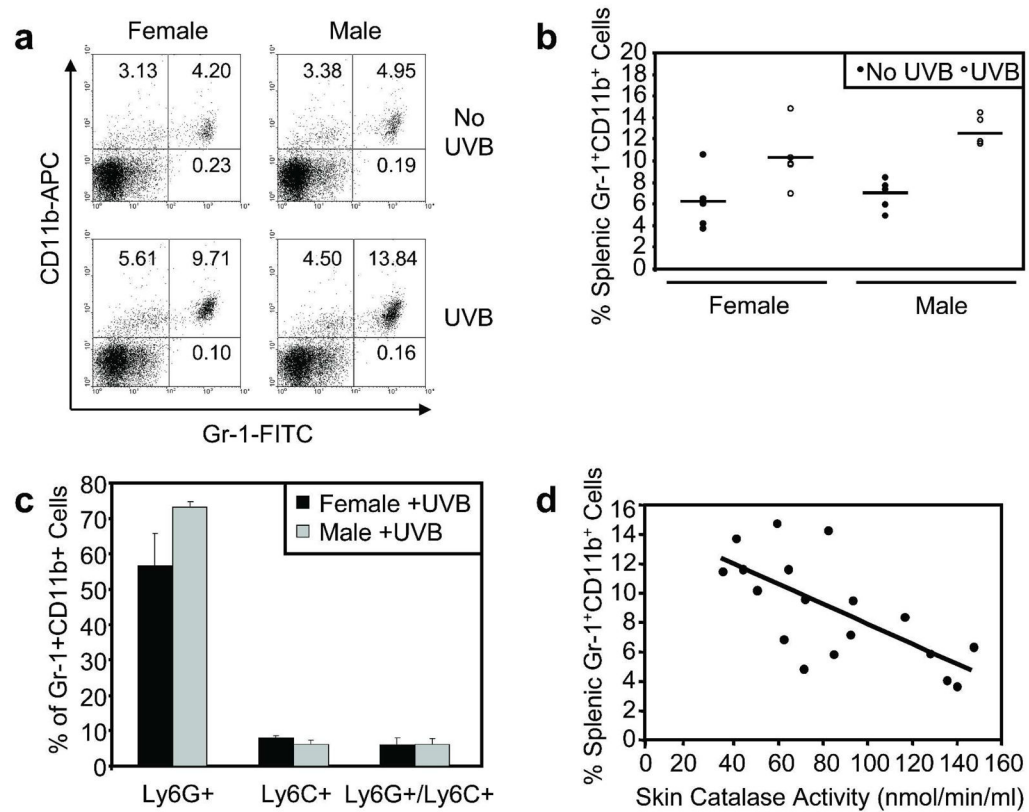 a
Female
Male
3.13
4.20
0.23
3.38
4.95
0.19
No
UVB
5.61
9.71
0.10
4.50
13.84
0.16
UVB
CD11b-APC
Gr-1-FITC
b
% Splenic Gr-1⁺CD11b⁺ Cells
20
18
16
14
12
10
8
6
4
2
0
● No UVB ○ UVB
Female
Male
c
% of Gr-1+CD11b+ Cells
80
70
60
50
40
30
20
10
0
Female +UVB
Male +UVB
Ly6G+
Ly6C+
Ly6G+/Ly6C+
d
% Splenic Gr-1⁺CD11b⁺ Cells
16
14
12
10
8
6
4
2
0
0 20 40 60 80 100 120 140 160
Skin Catalase Activity (nmol/min/ml)